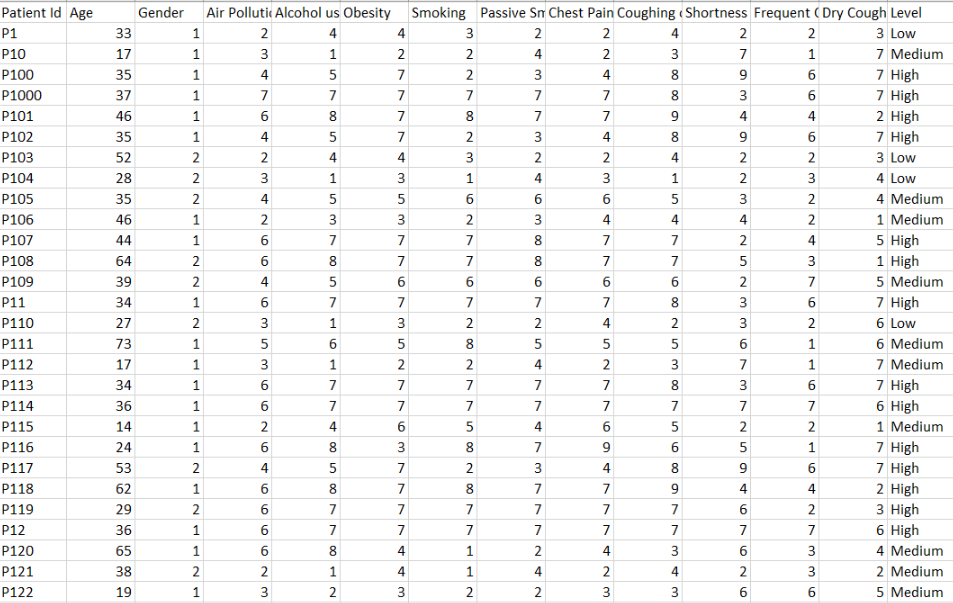 Patient Id Age Gender Air Polluti Alcohol us Obesity Smoking Passive Sm Chest Pain Coughing Shortness Frequent Dry Cough Level
P1 33 1 2 4 4 3 2 2 4 2 2 3 Low
P10 17 1 3 1 2 2 4 2 3 7 1 7 Medium
P100 35 1 4 5 7 2 3 4 8 9 6 7 High
P1000 37 1 7 7 7 7 7 7 8 3 6 7 High
P101 46 1 6 8 7 8 7 7 9 4 4 2 High
P102 35 1 4 5 7 2 3 4 8 9 6 7 High
P103 52 2 2 4 4 3 2 2 4 2 2 3 Low
P104 28 2 3 1 3 1 4 3 1 2 3 4 Low
P105 35 2 4 5 5 6 6 6 5 3 2 4 Medium
P106 46 1 2 3 3 2 3 4 4 4 2 1 Medium
P107 44 1 6 7 7 7 8 7 7 2 4 5 High
P108 64 2 6 8 7 7 8 7 7 5 3 1 High
P109 39 2 4 5 6 6 6 6 6 2 7 5 Medium
P11 34 1 6 7 7 7 7 7 8 3 6 7 High
P110 27 2 3 1 3 2 2 4 2 3 2 6 Low
P111 73 1 5 6 5 8 5 5 5 6 1 6 Medium
P112 17 1 3 1 2 2 4 2 3 7 1 7 Medium
P113 34 1 6 7 7 7 7 7 8 3 6 7 High
P114 36 1 6 7 7 7 7 7 7 7 7 6 High
P115 14 1 2 4 6 5 4 6 5 2 2 1 Medium
P116 24 1 6 8 3 8 7 9 6 5 1 7 High
P117 53 2 4 5 7 2 3 4 8 9 6 7 High
P118 62 1 6 8 7 8 7 7 9 4 4 2 High
P119 29 2 6 7 7 7 7 7 7 6 2 3 High
P12 36 1 6 7 7 7 7 7 7 7 7 6 High
P120 65 1 6 8 4 1 2 4 3 6 3 4 Medium
P121 38 2 2 1 4 1 4 2 4 2 3 2 Medium
P122 19 1 3 2 3 2 2 3 3 6 6 5 Medium